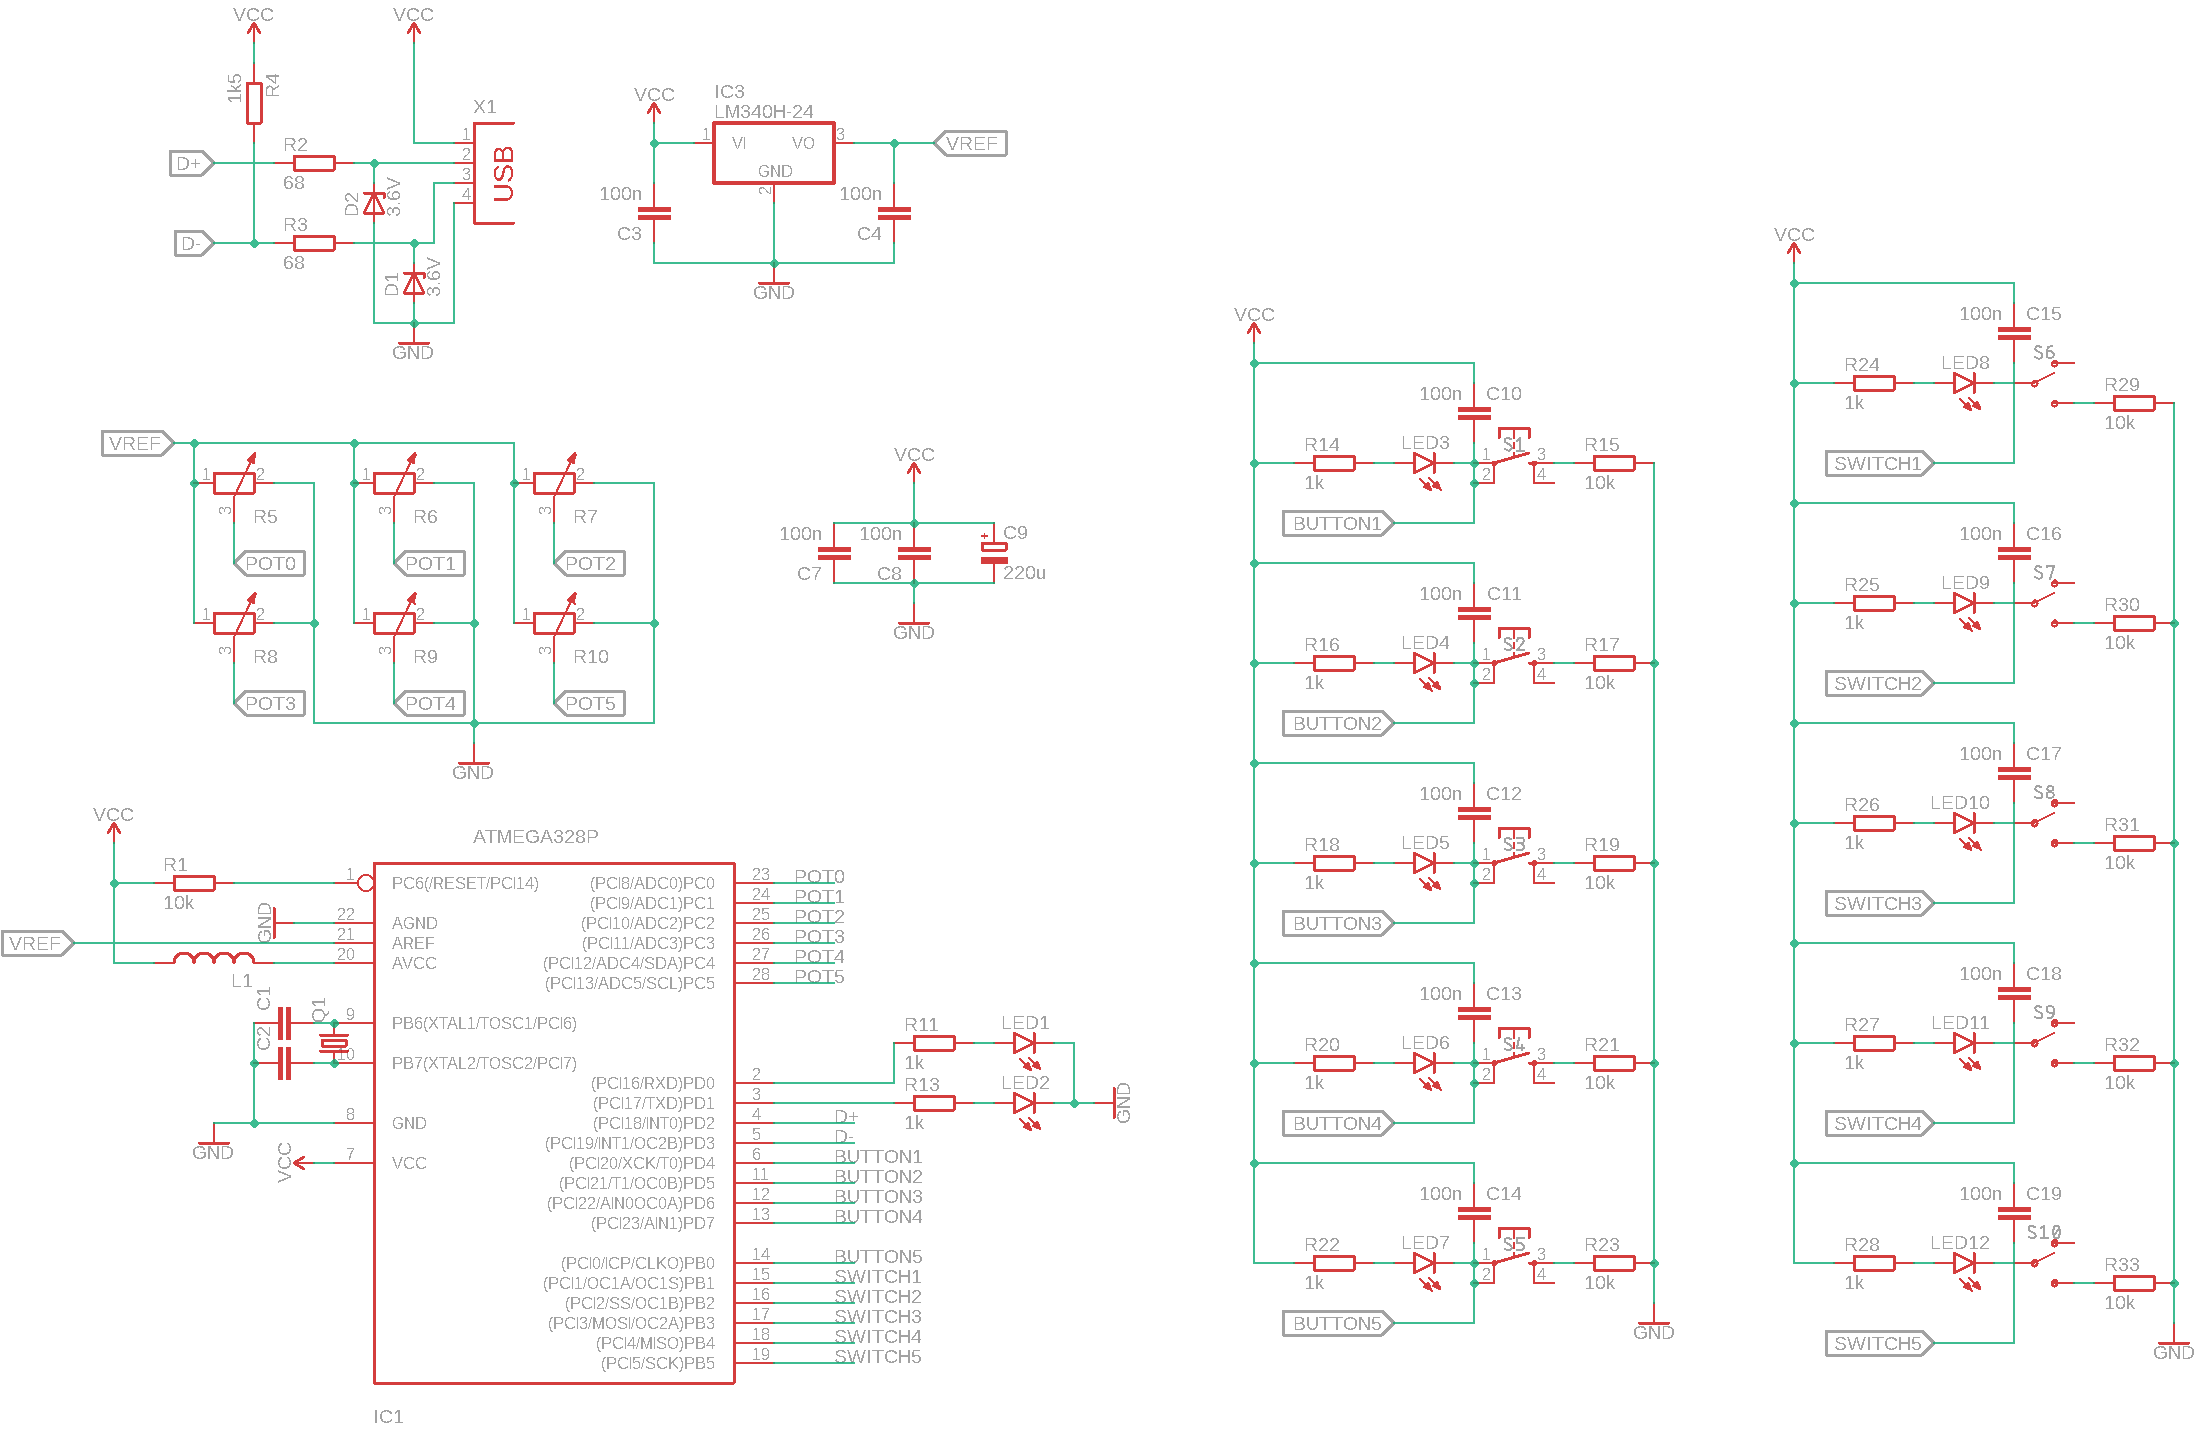 VCC
VCC
1k5
R4
X1
D+
R2
68
1
2
3
4
USB
D2
3.6V
D-
R3
68
D1
3.6V
GND
VCC
IC3
LM340H-24
1
VI
VO
3
GND
2
VREF
100n
C3
100n
C4
GND
VREF
1
2
3
R5
POT0
1
2
3
R6
POT1
1
2
3
R7
POT2
1
2
3
R8
POT3
1
2
3
R9
POT4
1
2
3
R10
POT5
GND
VCC
100n
C7
100n
C8
+
C9
220u
GND
VCC
ATMEGA328P
R1
10k
1
PC6(/RESET/PCI14)
GND
22
AGND
VREF
21
AREF
20
AVCC
L1
C1
C2
Q1
9
PB6(XTAL1/TOSC1/PCI6)
10
PB7(XTAL2/TOSC2/PCI7)
8
GND
GND
VCC
7
VCC
(PCI8/ADC0)PC0
23
POT0
(PCI9/ADC1)PC1
24
POT1
(PCI10/ADC2)PC2
25
POT2
(PCI11/ADC3)PC3
26
POT3
(PCI12/ADC4/SDA)PC4
27
POT4
(PCI13/ADC5/SCL)PC5
28
POT5
(PCI16/RXD)PD0
2
R11
1k
LED1
(PCI17/TXD)PD1
3
R13
1k
LED2
GND
(PCI18/INT0)PD2
4
D+
(PCI19/INT1/OC2B)PD3
5
D-
(PCI20/XCK/T0)PD4
6
BUTTON1
(PCI21/T1/OC0B)PD5
11
BUTTON2
(PCI22/AIN0OC0A)PD6
12
BUTTON3
(PCI23/AIN1)PD7
13
BUTTON4
(PCI0/ICP/CLKO)PB0
14
BUTTON5
(PCI1/OC1A/OC1S)PB1
15
SWITCH1
(PCI2/SS/OC1B)PB2
16
SWITCH2
(PCI3/MOSI/OC2A)PB3
17
SWITCH3
(PCI4/MISO)PB4
18
SWITCH4
(PCI5/SCK)PB5
19
SWITCH5
IC1
VCC
100n
C10
R14
1k
LED3
S1
1
2
3
4
R15
10k
BUTTON1
100n
C11
R16
1k
LED4
S2
1
2
3
4
R17
10k
BUTTON2
100n
C12
R18
1k
LED5
S3
1
2
3
4
R19
10k
BUTTON3
100n
C13
R20
1k
LED6
S4
1
2
3
4
R21
10k
BUTTON4
100n
C14
R22
1k
LED7
S5
1
2
3
4
R23
10k
BUTTON5
GND
VCC
100n
C15
R24
1k
LED8
S6
R29
10k
SWITCH1
100n
C16
R25
1k
LED9
S7
R30
10k
SWITCH2
100n
C17
R26
1k
LED10
S8
R31
10k
SWITCH3
100n
C18
R27
1k
LED11
S9
R32
10k
SWITCH4
100n
C19
R28
1k
LED12
S10
R33
10k
SWITCH5
GND